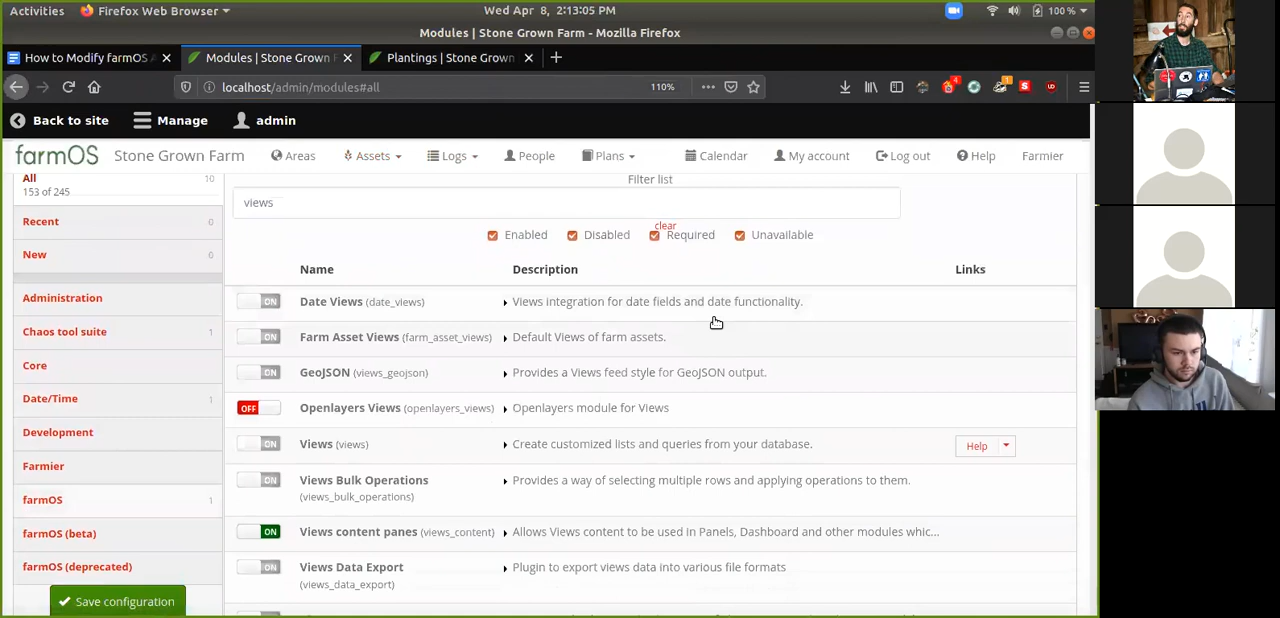 Activities Firefox Web Browser Wed Apr 8, 2:13:05 PM 100 %
Modules | Stone Grown Farm - Mozilla Firefox
How to Modify farmOS Modules | Stone Grown F Plantings | Stone Grown
localhost/admin/modules#all 110%
Back to site Manage admin
farmOS Stone Grown Farm Areas Assets Logs People Plans Calendar My account Log out Help Farmier
All 10
153 of 245
Recent 0
New 0
Administration
Chaos tool suite 1
Core
Date/Time 1
Development
Farmier
farmOS 1
farmOS (beta)
farmOS (deprecated)
Save configuration
Filter list
views
clear
Enabled Disabled Required Unavailable
Name Description Links
ON Date Views (date_views) Views integration for date fields and date functionality.
ON Farm Asset Views (farm_asset_views) Default Views of farm assets.
ON GeoJSON (views_geojson) Provides a Views feed style for GeoJSON output.
OFF Openlayers Views (openlayers_views) Openlayers module for Views
ON Views (views) Create customized lists and queries from your database. Help
ON Views Bulk Operations Provides a way of selecting multiple rows and applying operations to them.
(views_bulk_operations)
ON Views content panes (views_content) Allows Views content to be used in Panels, Dashboard and other modules whic...
ON Views Data Export Plugin to export views data into various file formats
(views_data_export)